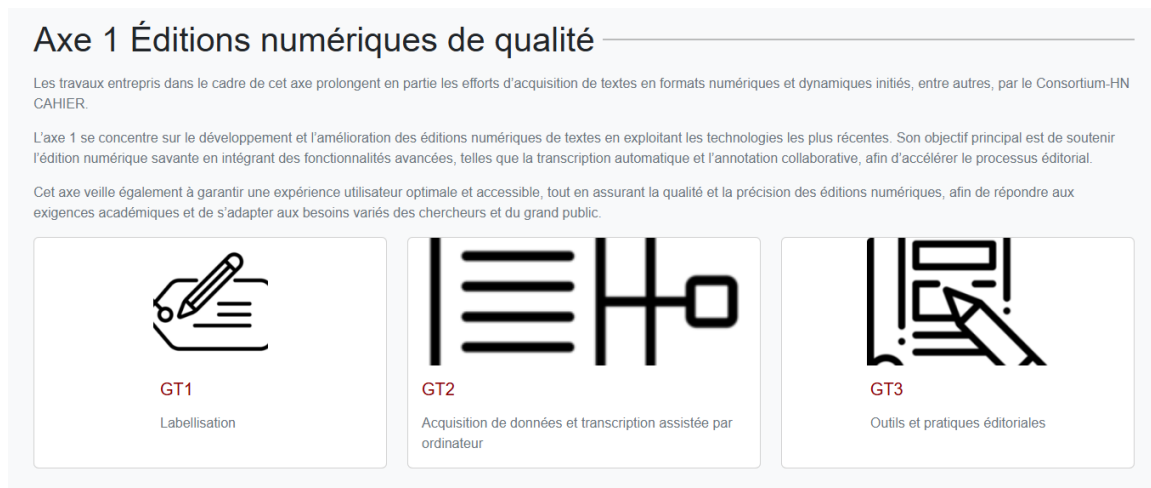 Axe 1 Éditions numériques de qualité
Les travaux entrepris dans le cadre de cet axe prolongent en partie les efforts d’acquisition de textes en formats numériques et dynamiques initiés, entre autres, par le Consortium-HN
CAHIER.
L’axe 1 se concentre sur le développement et l’amélioration des éditions numériques de textes en exploitant les technologies les plus récentes. Son objectif principal est de soutenir
l’édition numérique savante en intégrant des fonctionnalités avancées, telles que la transcription automatique et l’annotation collaborative, afin d’accélérer le processus éditorial.
Cet axe veille également à garantir une expérience utilisateur optimale et accessible, tout en assurant la qualité et la précision des éditions numériques, afin de répondre aux
exigences académiques et de s’adapter aux besoins variés des chercheurs et du grand public.
GT1
Labellisation
GT2
Acquisition de données et transcription assistée par
ordinateur
GT3
Outils et pratiques éditoriales